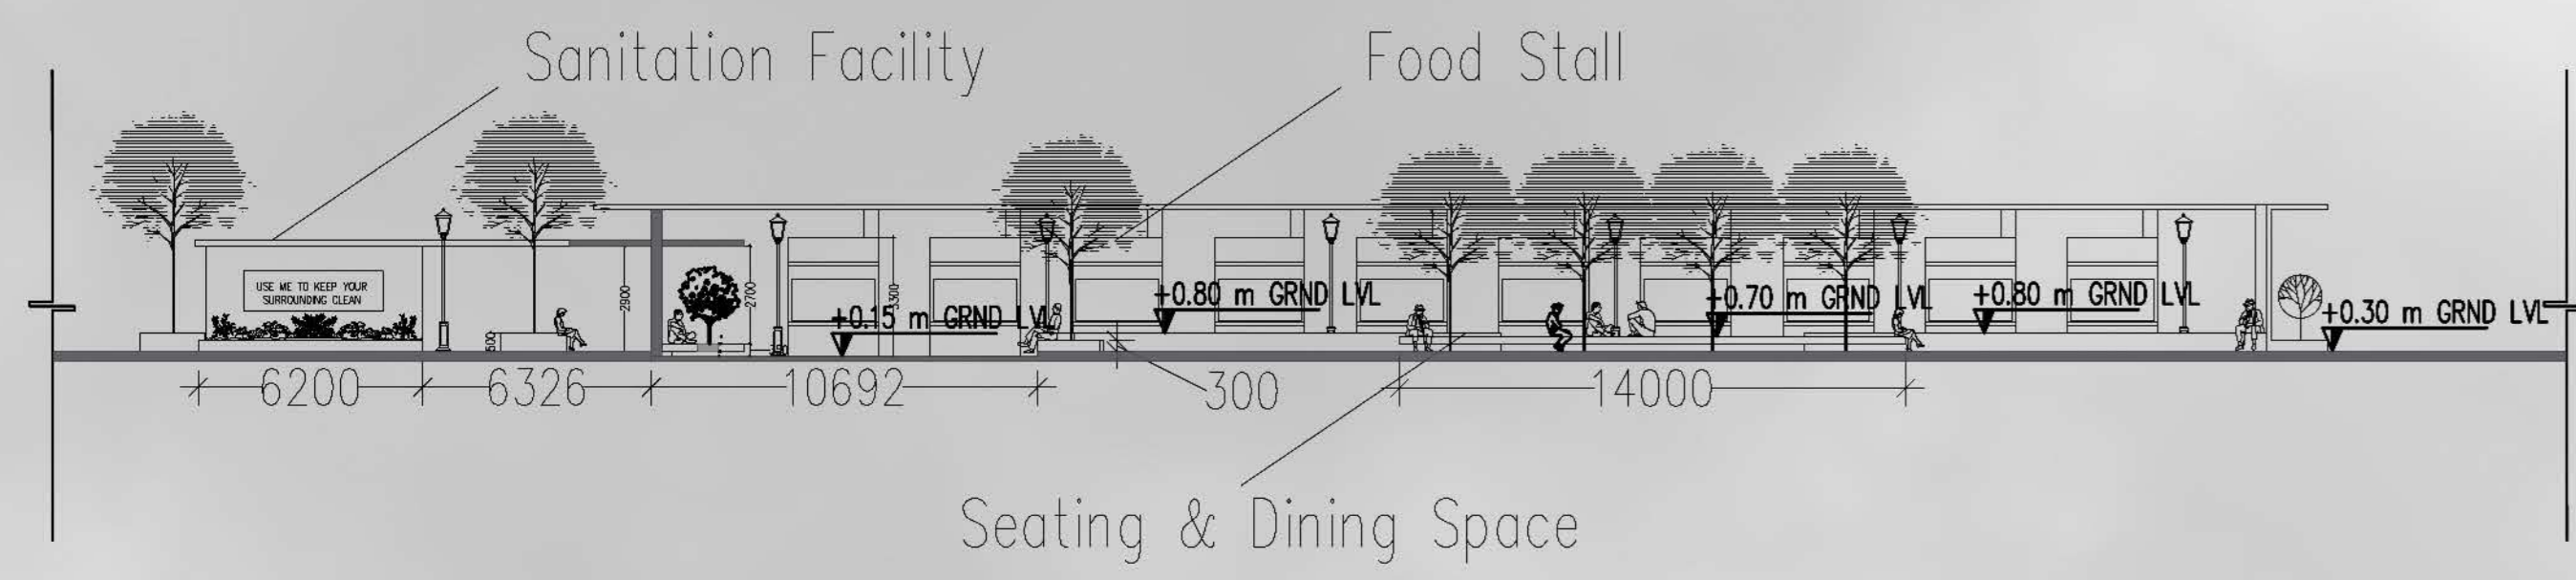 Sanitation Facility
Food Stall
USE ME TO KEEP YOUR
SURROUNDING CLEAN
2900
2700
3300
500
+0.15 m GRND LVL
+0.80 m GRND LVL
+0.70 m GRND LVL
+0.80 m GRND LVL
+0.30 m GRND LVL
6200
6326
10692
300
14000
Seating & Dining Space